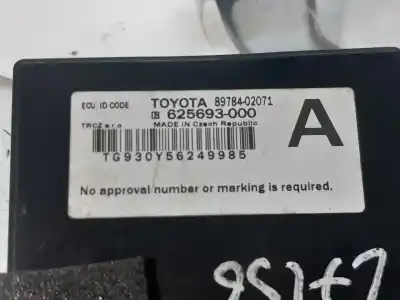 ECU ID CODE TOYOTA 89784-02071
625693-000
TRCZ s.r.o MADE IN Czech Republic
A
TG930Y56249985
No approval number or marking is required.